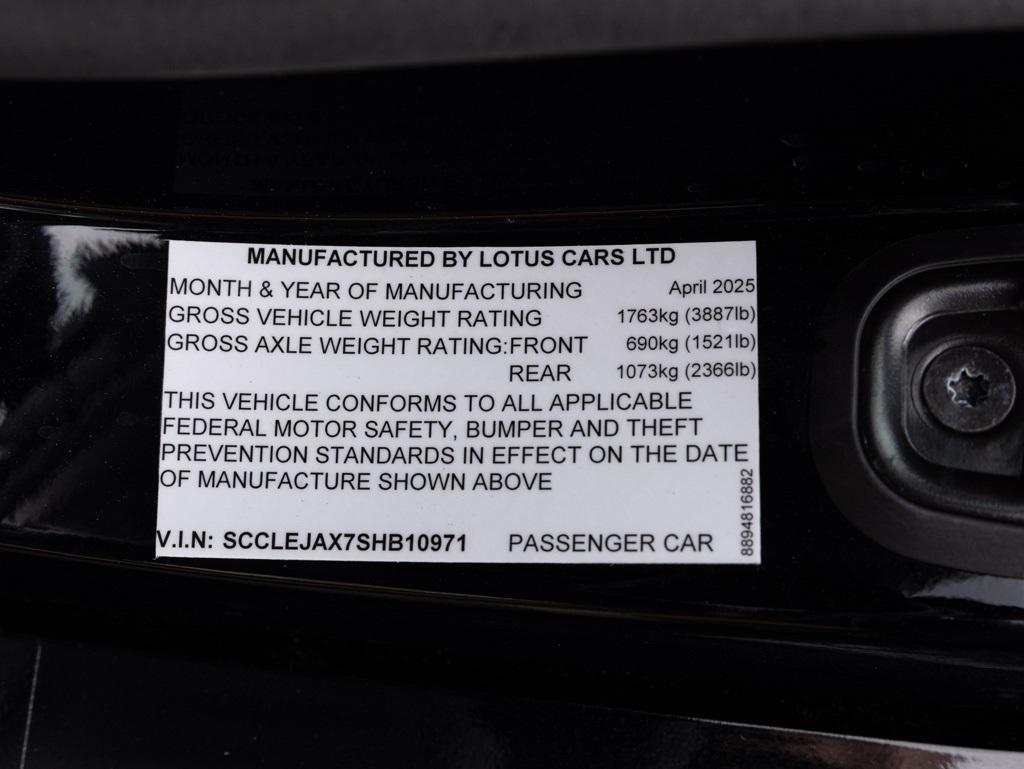 MANUFACTURED BY LOTUS CARS LTD
MONTH & YEAR OF MANUFACTURING April 2025
GROSS VEHICLE WEIGHT RATING 1763kg (3887lb)
GROSS AXLE WEIGHT RATING:FRONT 690kg (1521lb)
REAR 1073kg (2366lb)
THIS VEHICLE CONFORMS TO ALL APPLICABLE
FEDERAL MOTOR SAFETY, BUMPER AND THEFT
PREVENTION STANDARDS IN EFFECT ON THE DATE
OF MANUFACTURE SHOWN ABOVE
V.I.N: SCCLEJAX7SHB10971 PASSENGER CAR
8894816882